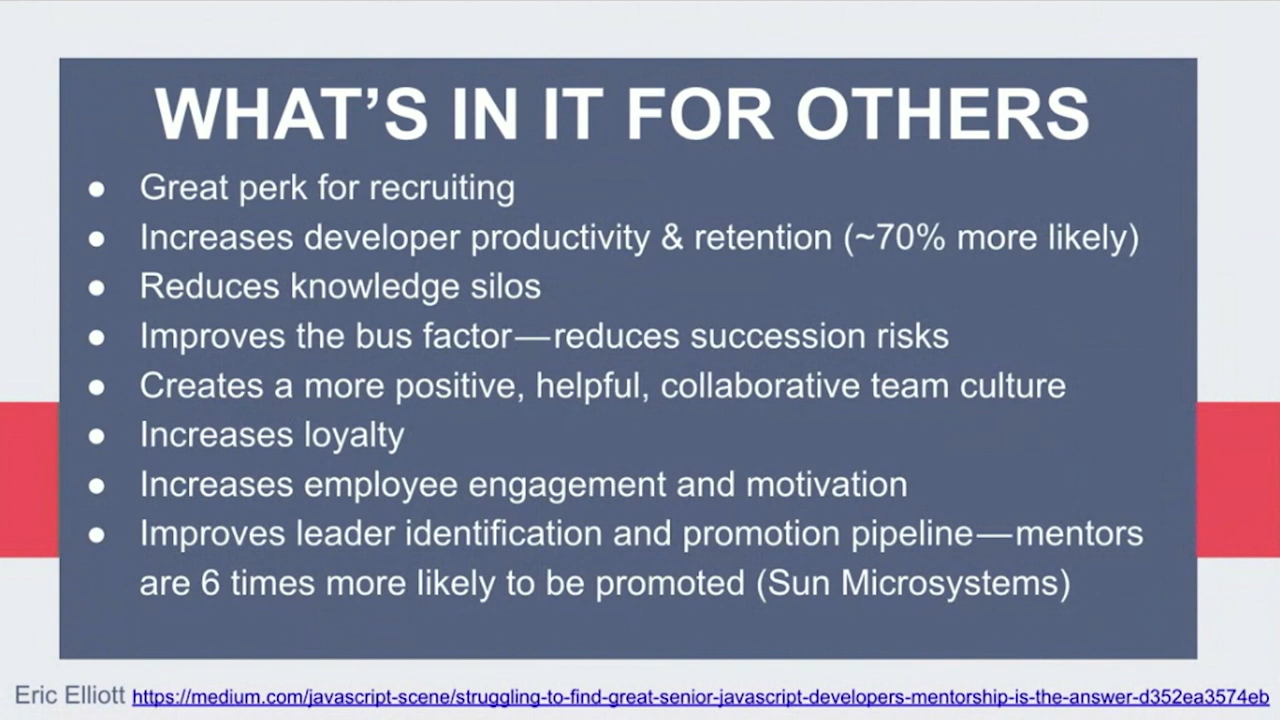 WHAT’S IN IT FOR OTHERS
● Great perk for recruiting
● Increases developer productivity & retention (~70% more likely)
● Reduces knowledge silos
● Improves the bus factor — reduces succession risks
● Creates a more positive, helpful, collaborative team culture
● Increases loyalty
● Increases employee engagement and motivation
● Improves leader identification and promotion pipeline — mentors
are 6 times more likely to be promoted (Sun Microsystems)
Eric Elliott https://medium.com/javascript-scene/struggling-to-find-great-senior-javascript-developers-mentorship-is-the-answer-d352ea3574eb